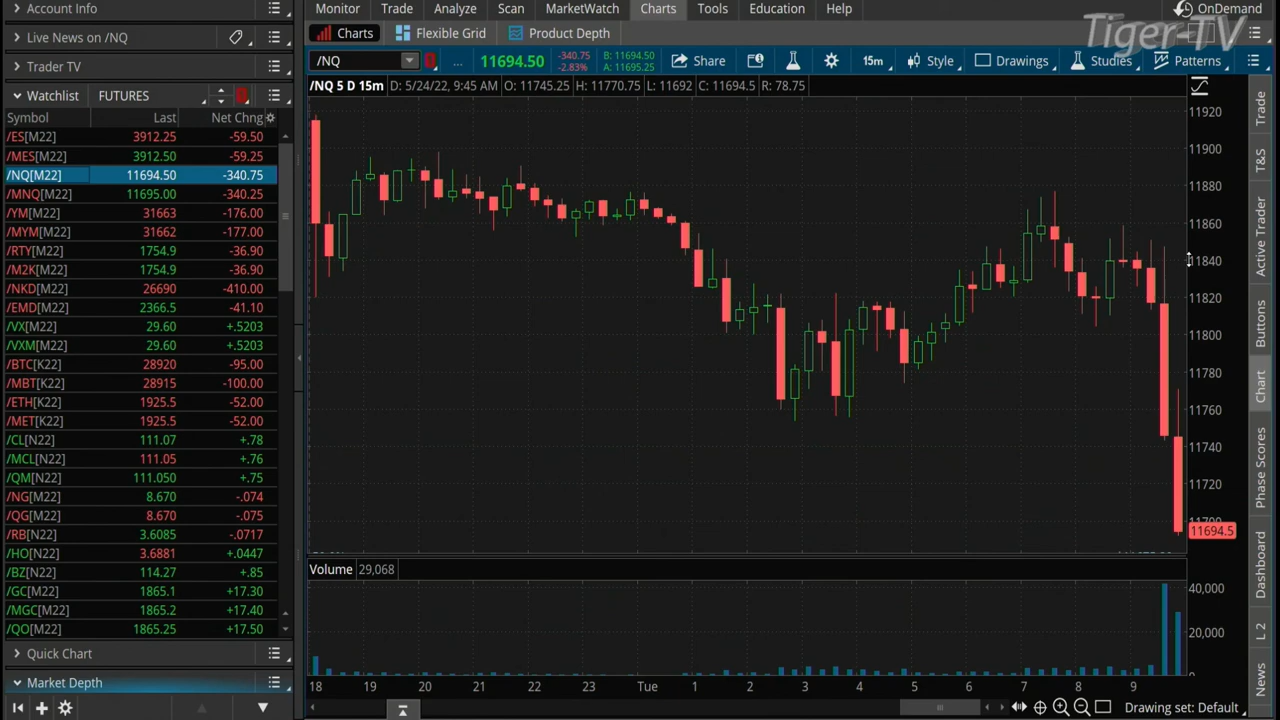 Account Info
Live News on /NQ
Trader TV
Watchlist FUTURES
Symbol Last Net Chng
/ES[M22] 3912.25 -59.50
/MES[M22] 3912.50 -59.25
/NQ[M22] 11694.50 -340.75
/MNQ[M22] 11695.00 -340.25
/YM[M22] 31663 -176.00
/MYM[M22] 31662 -177.00
/RTY[M22] 1754.9 -36.90
/M2K[M22] 1754.9 -36.90
/NKD[M22] 26690 -410.00
/EMD[M22] 2366.5 -41.10
/VX[M22] 29.60 +.5203
/VXM[M22] 29.60 +.5203
/BTC[K22] 28920 -95.00
/MBT[K22] 28915 -100.00
/ETH[K22] 1925.5 -52.00
/MET[K22] 1925.5 -52.00
/CL[N22] 111.07 +.78
/MCL[N22] 111.05 +.76
/QM[N22] 111.050 +.75
/NG[M22] 8.670 -.074
/QG[M22] 8.670 -.075
/RB[N22] 3.6085 -.0717
/HO[N22] 3.6881 +.0447
/BZ[N22] 114.27 +.85
/GC[M22] 1865.1 +17.30
/MGC[M22] 1865.2 +17.40
/QO[M22] 1865.25 +17.50
Quick Chart
Market Depth
Monitor Trade Analyze Scan MarketWatch Charts Tools Education Help OnDemand
Tiger-TV
Charts Flexible Grid Product Depth
/NQ ... 11694.50 -340.75 -2.83% B: 11694.50 A: 11695.25 Share 15m Style Drawings Studies Patterns
/NQ 5 D 15m D: 5/24/22, 9:45 AM O: 11745.25 H: 11770.75 L: 11692 C: 11694.5 R: 78.75
11920
11900
11880
11860
11840
11820
11800
11780
11760
11740
11720
11700
11694.5
Volume 29,068
40,000
20,000
18 19 20 21 22 23 Tue 1 2 3 4 5 6 7 8 9
Drawing set: Default
Trade
T&S
Active Trader
Buttons
Chart
Phase Scores
Dashboard
L 2
News